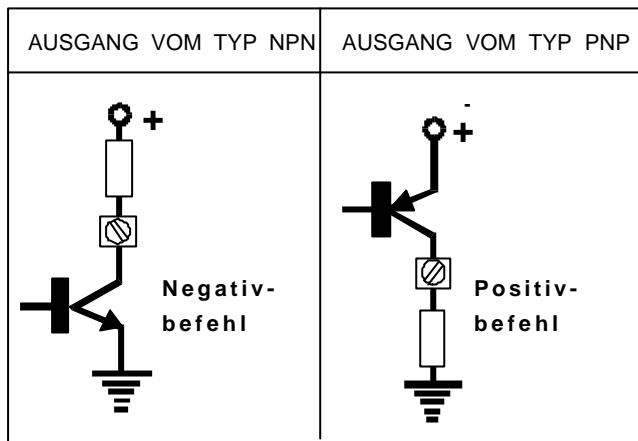 AUSGANG VOM TYP NPN
AUSGANG VOM TYP PNP
+
-
+
Negativ-
befehl
Positiv-
befehl